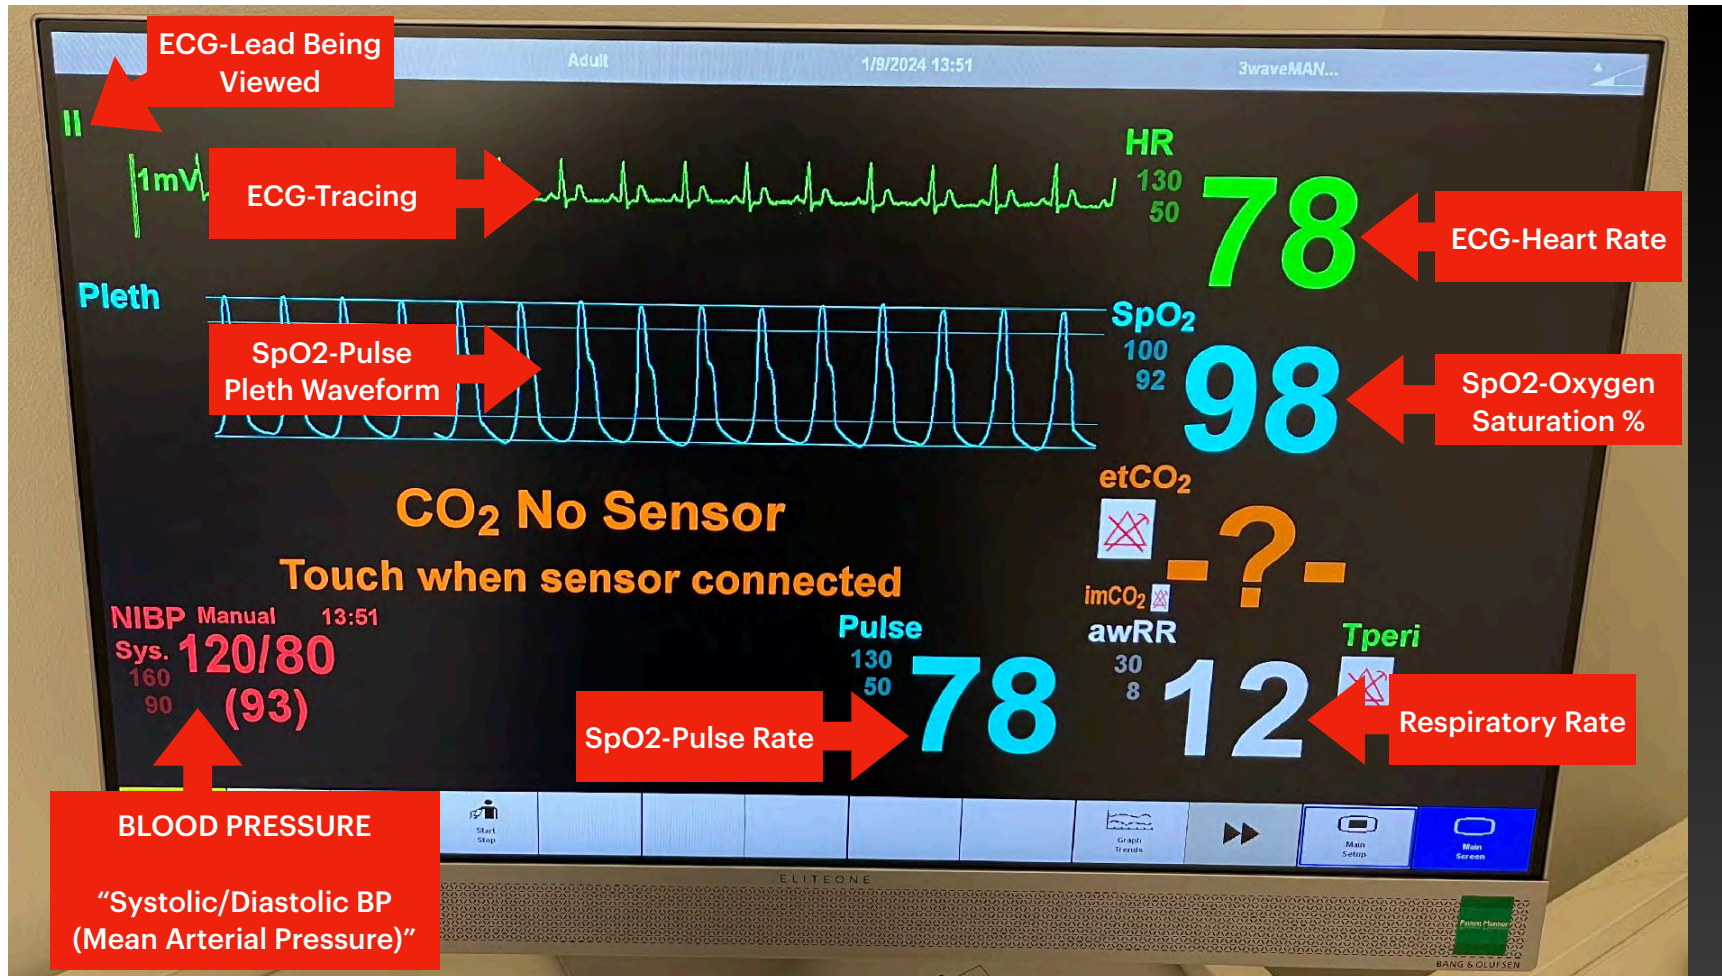 ECG-Lead Being
Viewed
Adult
1/9/2024 13:51
3waveMAN...
II
1mV
ECG-Tracing
HR
130
50
78
ECG-Heart Rate
Pleth
SpO2-Pulse
Pleth Waveform
SpO₂
100
92
98
SpO2-Oxygen
Saturation %
CO₂ No Sensor
Touch when sensor connected
etCO₂
-?-
imCO₂
NIBP Manual 13:51
Sys. 120/80
160
90
(93)
Pulse
130
50
78
SpO2-Pulse Rate
awRR
30
8
12
Tperi
Respiratory Rate
BLOOD PRESSURE
“Systolic/Diastolic BP
(Mean Arterial Pressure)”
Start
Stop
Graph
Trends
Main
Setup
Main
Screen
ELITEONE
Patient Monitor
BANG & OLUFSEN